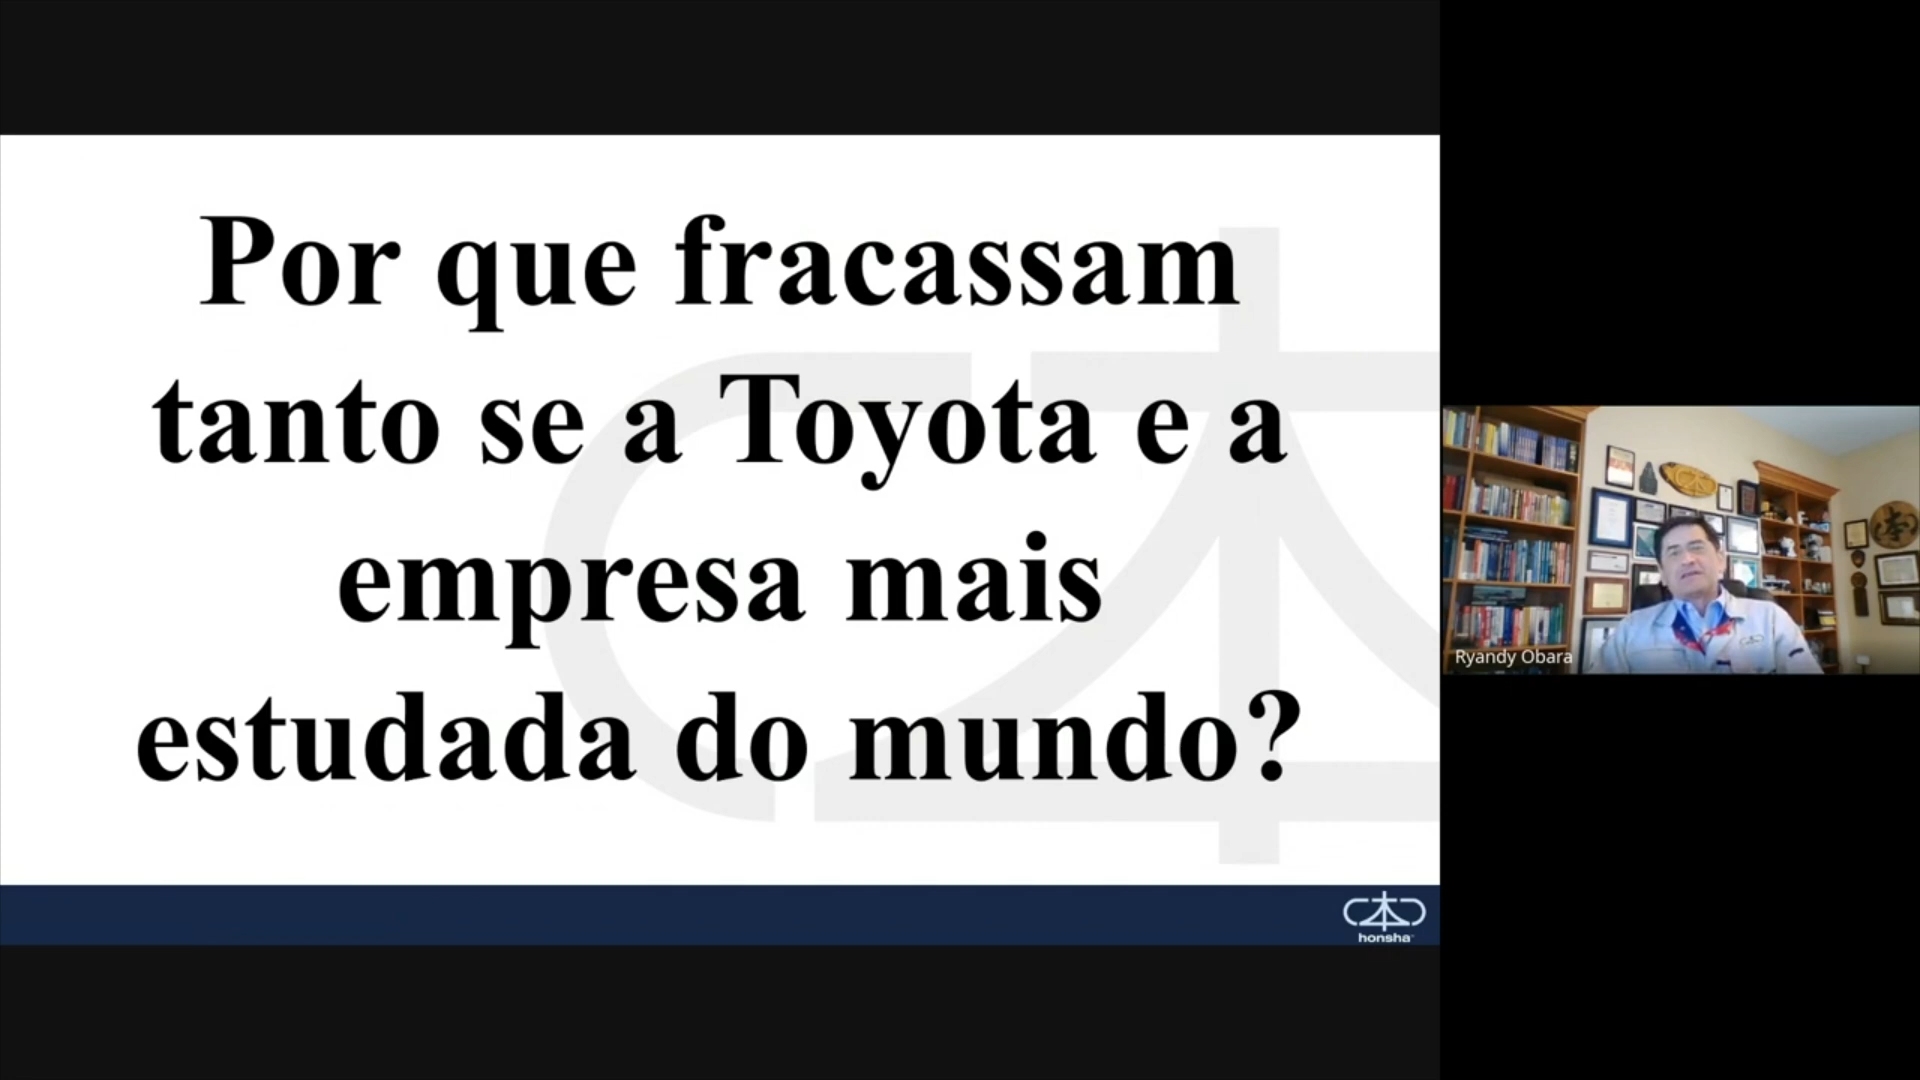 Por que fracassam
tanto se a Toyota e a
empresa mais
estudada do mundo?
honsha
Ryandy Obara